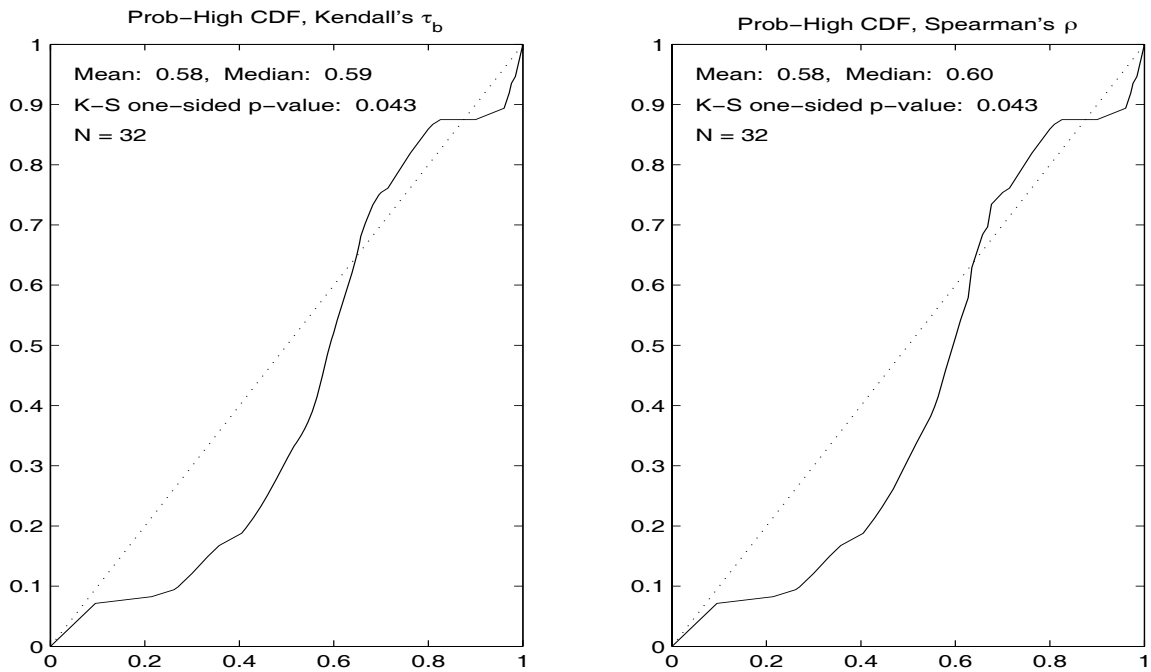 Prob−High CDF, Kendall's τb
Mean: 0.58, Median: 0.59
K−S one−sided p−value: 0.043
N = 32
1
0.9
0.8
0.7
0.6
0.5
0.4
0.3
0.2
0.1
0
0 0.2 0.4 0.6 0.8 1
Prob−High CDF, Spearman's ρ
Mean: 0.58, Median: 0.60
K−S one−sided p−value: 0.043
N = 32
1
0.9
0.8
0.7
0.6
0.5
0.4
0.3
0.2
0.1
0
0 0.2 0.4 0.6 0.8 1